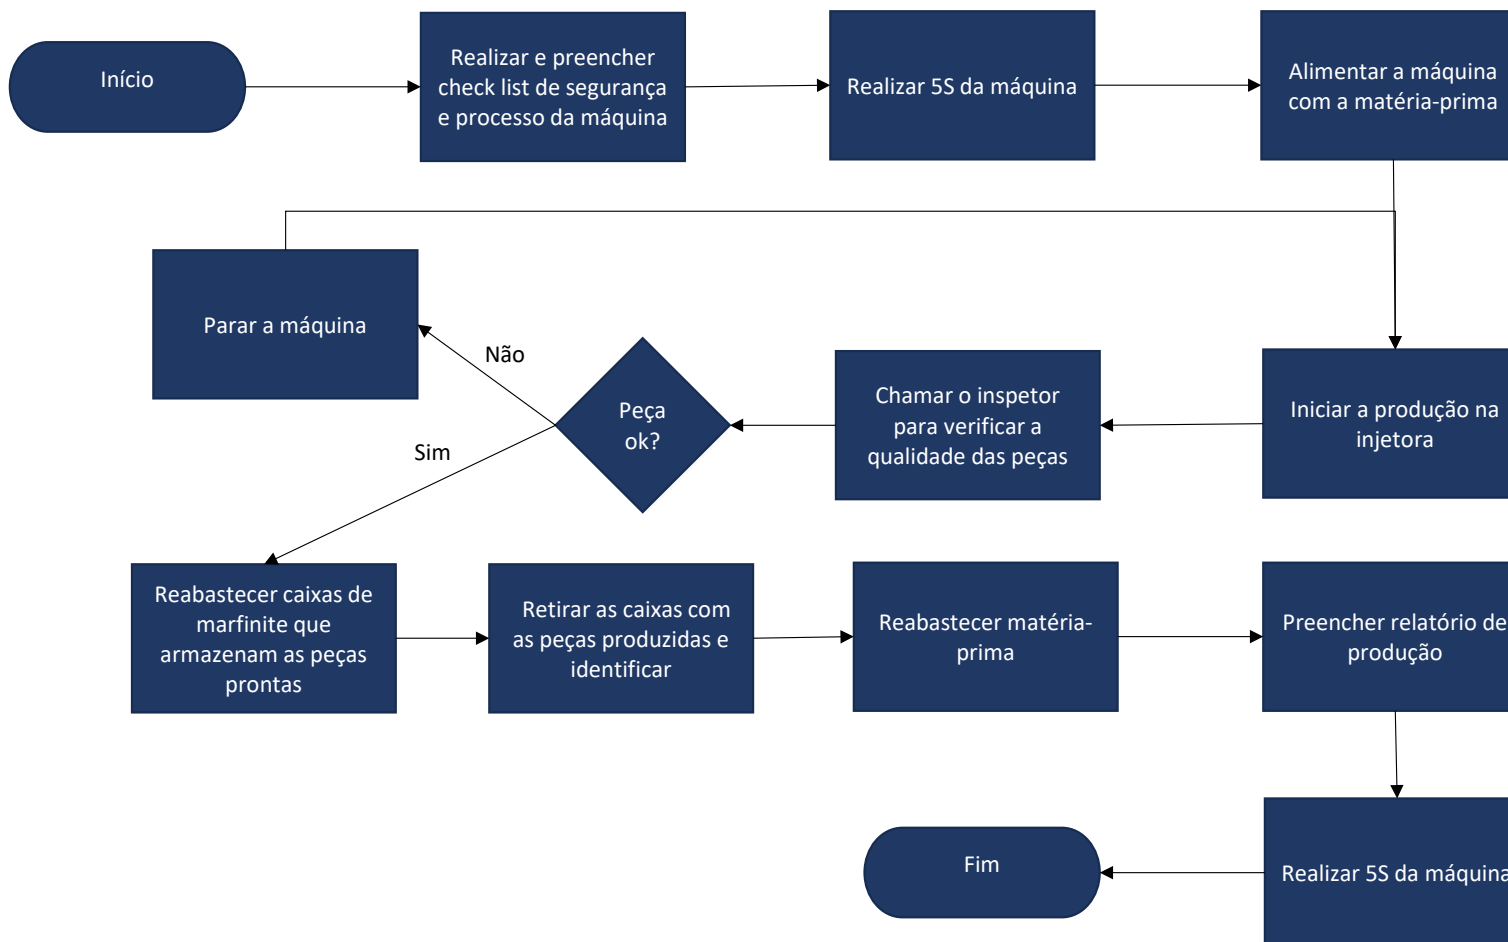 Início
Realizar e preencher
check list de segurança
e processo da máquina
Realizar 5S da máquina
Alimentar a máquina
com a matéria-prima
Parar a máquina
Não
Sim
Peça
ok?
Chamar o inspetor
para verificar a
qualidade das peças
Iniciar a produção na
injetora
Reabastecer caixas de
marfinite que
armazenam as peças
prontas
Retirar as caixas com
as peças produzidas e
identificar
Reabastecer matéria-
prima
Preencher relatório de
produção
Fim
Realizar 5S da máquina